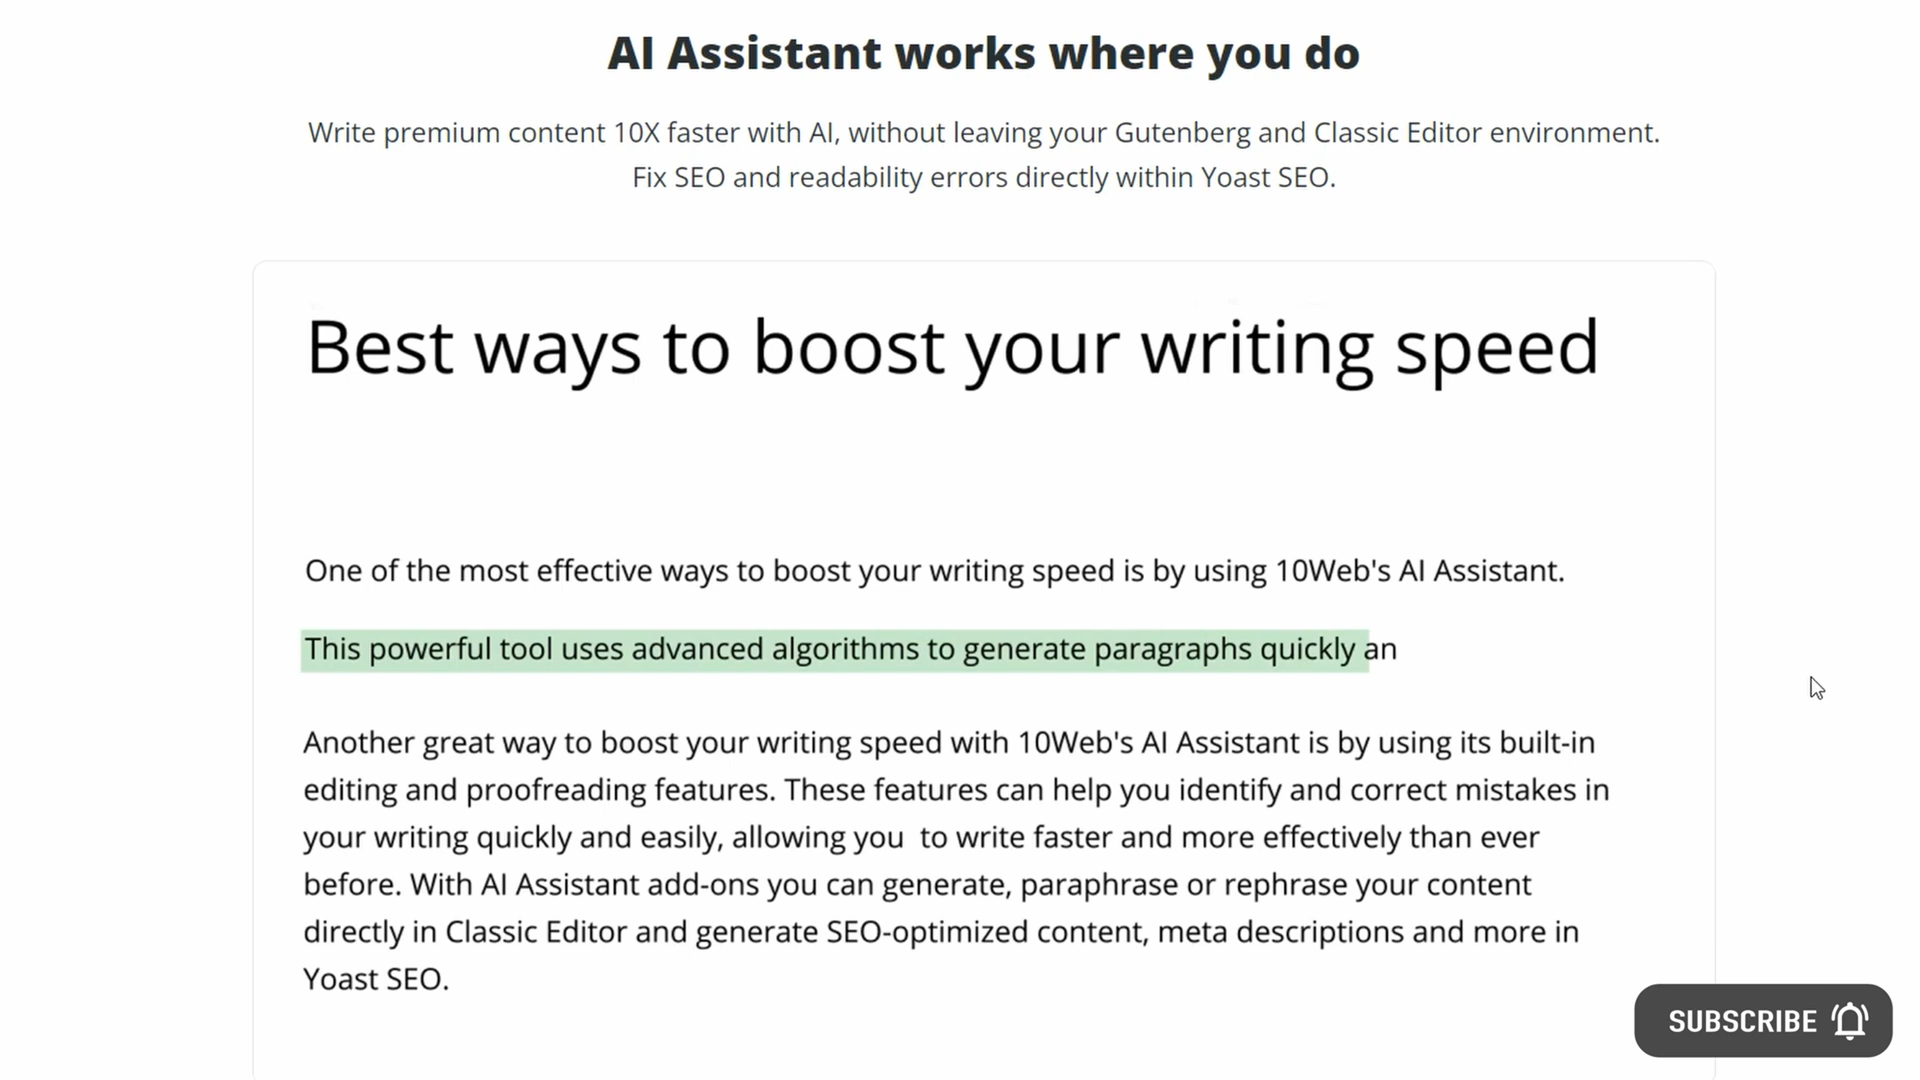 AI Assistant works where you do
Write premium content 10X faster with AI, without leaving your Gutenberg and Classic Editor environment.
Fix SEO and readability errors directly within Yoast SEO.
Best ways to boost your writing speed
One of the most effective ways to boost your writing speed is by using 10Web's AI Assistant.
This powerful tool uses advanced algorithms to generate paragraphs quickly an
Another great way to boost your writing speed with 10Web's AI Assistant is by using its built-in
editing and proofreading features. These features can help you identify and correct mistakes in
your writing quickly and easily, allowing you  to write faster and more effectively than ever
before. With AI Assistant add-ons you can generate, paraphrase or rephrase your content
directly in Classic Editor and generate SEO-optimized content, meta descriptions and more in
Yoast SEO.
SUBSCRIBE